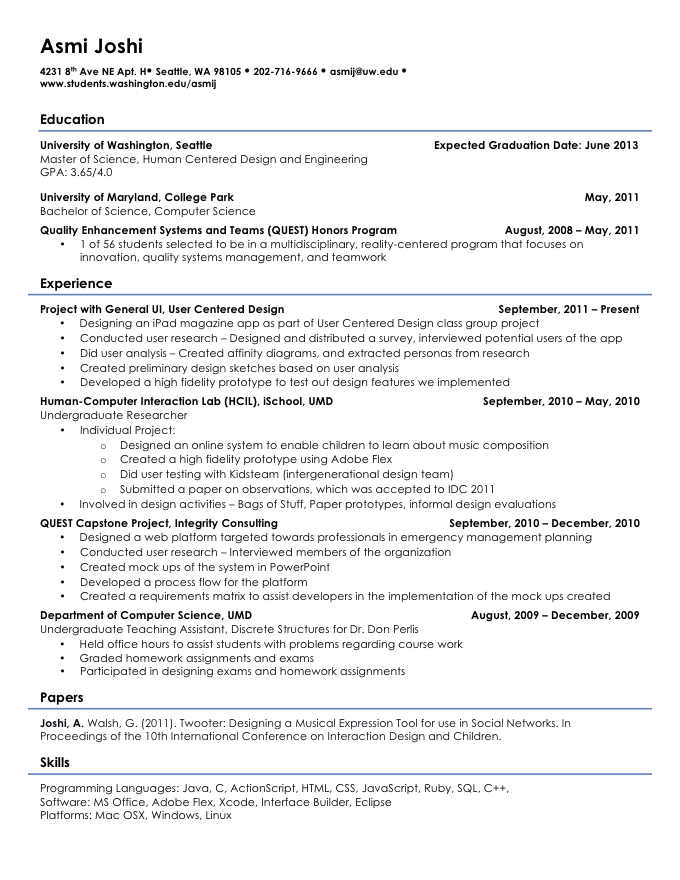 Asmi Joshi
4231 8th Ave NE Apt. H• Seattle, WA 98105 • 202-716-9666 • asmij@uw.edu •
www.students.washington.edu/asmij
Education
University of Washington, Seattle Expected Graduation Date: June 2013
Master of Science, Human Centered Design and Engineering
GPA: 3.65/4.0
University of Maryland, College Park May, 2011
Bachelor of Science, Computer Science
Quality Enhancement Systems and Teams (QUEST) Honors Program August, 2008 – May, 2011
• 1 of 56 students selected to be in a multidisciplinary, reality-centered program that focuses on
innovation, quality systems management, and teamwork
Experience
Project with General UI, User Centered Design September, 2011 – Present
• Designing an iPad magazine app as part of User Centered Design class group project
• Conducted user research – Designed and distributed a survey, interviewed potential users of the app
• Did user analysis – Created affinity diagrams, and extracted personas from research
• Created preliminary design sketches based on user analysis
• Developed a high fidelity prototype to test out design features we implemented
Human-Computer Interaction Lab (HCIL), iSchool, UMD September, 2010 – May, 2010
Undergraduate Researcher
• Individual Project:
o Designed an online system to enable children to learn about music composition
o Created a high fidelity prototype using Adobe Flex
o Did user testing with Kidsteam (intergenerational design team)
o Submitted a paper on observations, which was accepted to IDC 2011
• Involved in design activities – Bags of Stuff, Paper prototypes, informal design evaluations
QUEST Capstone Project, Integrity Consulting September, 2010 – December, 2010
• Designed a web platform targeted towards professionals in emergency management planning
• Conducted user research – Interviewed members of the organization
• Created mock ups of the system in PowerPoint
• Developed a process flow for the platform
• Created a requirements matrix to assist developers in the implementation of the mock ups created
Department of Computer Science, UMD August, 2009 – December, 2009
Undergraduate Teaching Assistant, Discrete Structures for Dr. Don Perlis
• Held office hours to assist students with problems regarding course work
• Graded homework assignments and exams
• Participated in designing exams and homework assignments
Papers
Joshi, A. Walsh, G. (2011). Twooter: Designing a Musical Expression Tool for use in Social Networks. In
Proceedings of the 10th International Conference on Interaction Design and Children.
Skills
Programming Languages: Java, C, ActionScript, HTML, CSS, JavaScript, Ruby, SQL, C++,
Software: MS Office, Adobe Flex, Xcode, Interface Builder, Eclipse
Platforms: Mac OSX, Windows, Linux